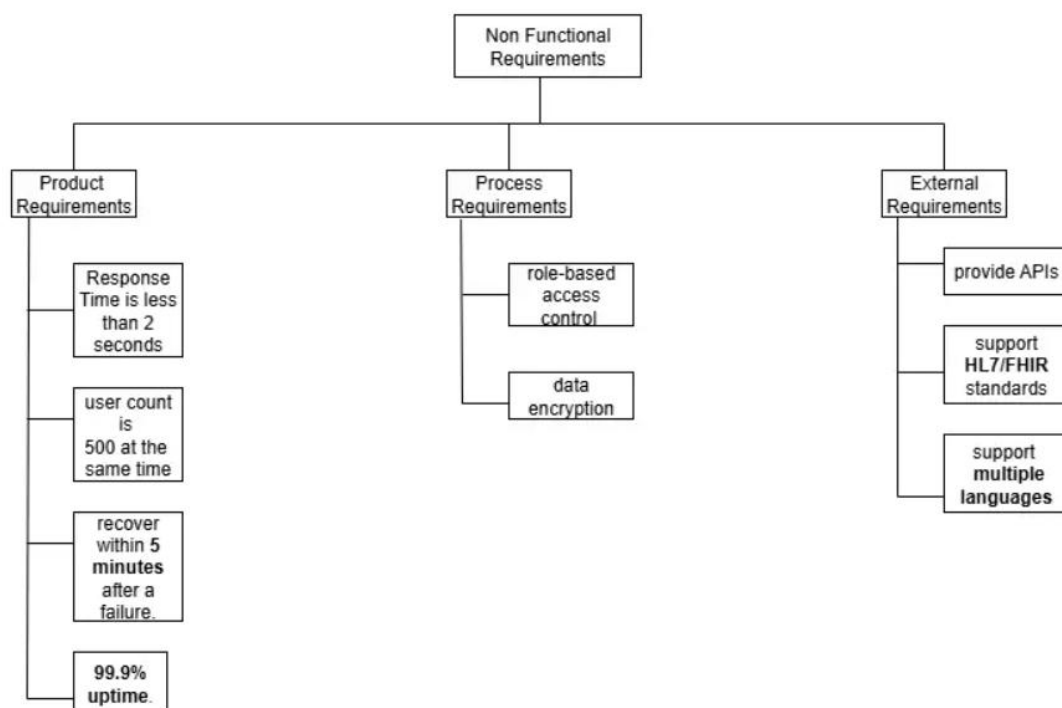 Non Functional
Requirements
Product
Requirements
Response
Time is less
than 2
seconds
user count
is
500 at the
same time
recover
within 5
minutes
after a
failure.
99.9%
uptime.
Process
Requirements
role-based
access
control
data
encryption
External
Requirements
provide APIs
support
HL7/FHIR
standards
support
multiple
languages